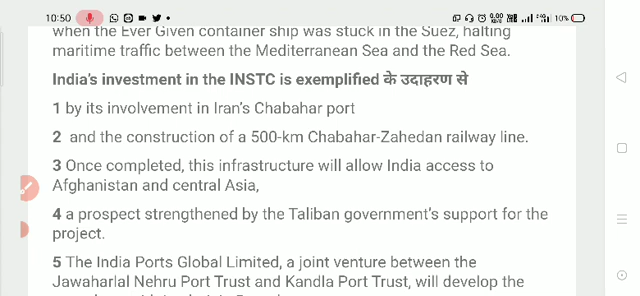 10:50
10%
when the Ever Given container ship was stuck in the Suez, halting
maritime traffic between the Mediterranean Sea and the Red Sea.
India's investment in the INSTC is exemplified के उदाहरण से
1 by its involvement in Iran's Chabahar port
2 and the construction of a 500-km Chabahar-Zahedan railway line.
3 Once completed, this infrastructure will allow India access to
Afghanistan and central Asia,
4 a prospect strengthened by the Taliban government's support for the
project.
5 The India Ports Global Limited, a joint venture between the
Jawaharlal Nehru Port Trust and Kandla Port Trust, will develop the